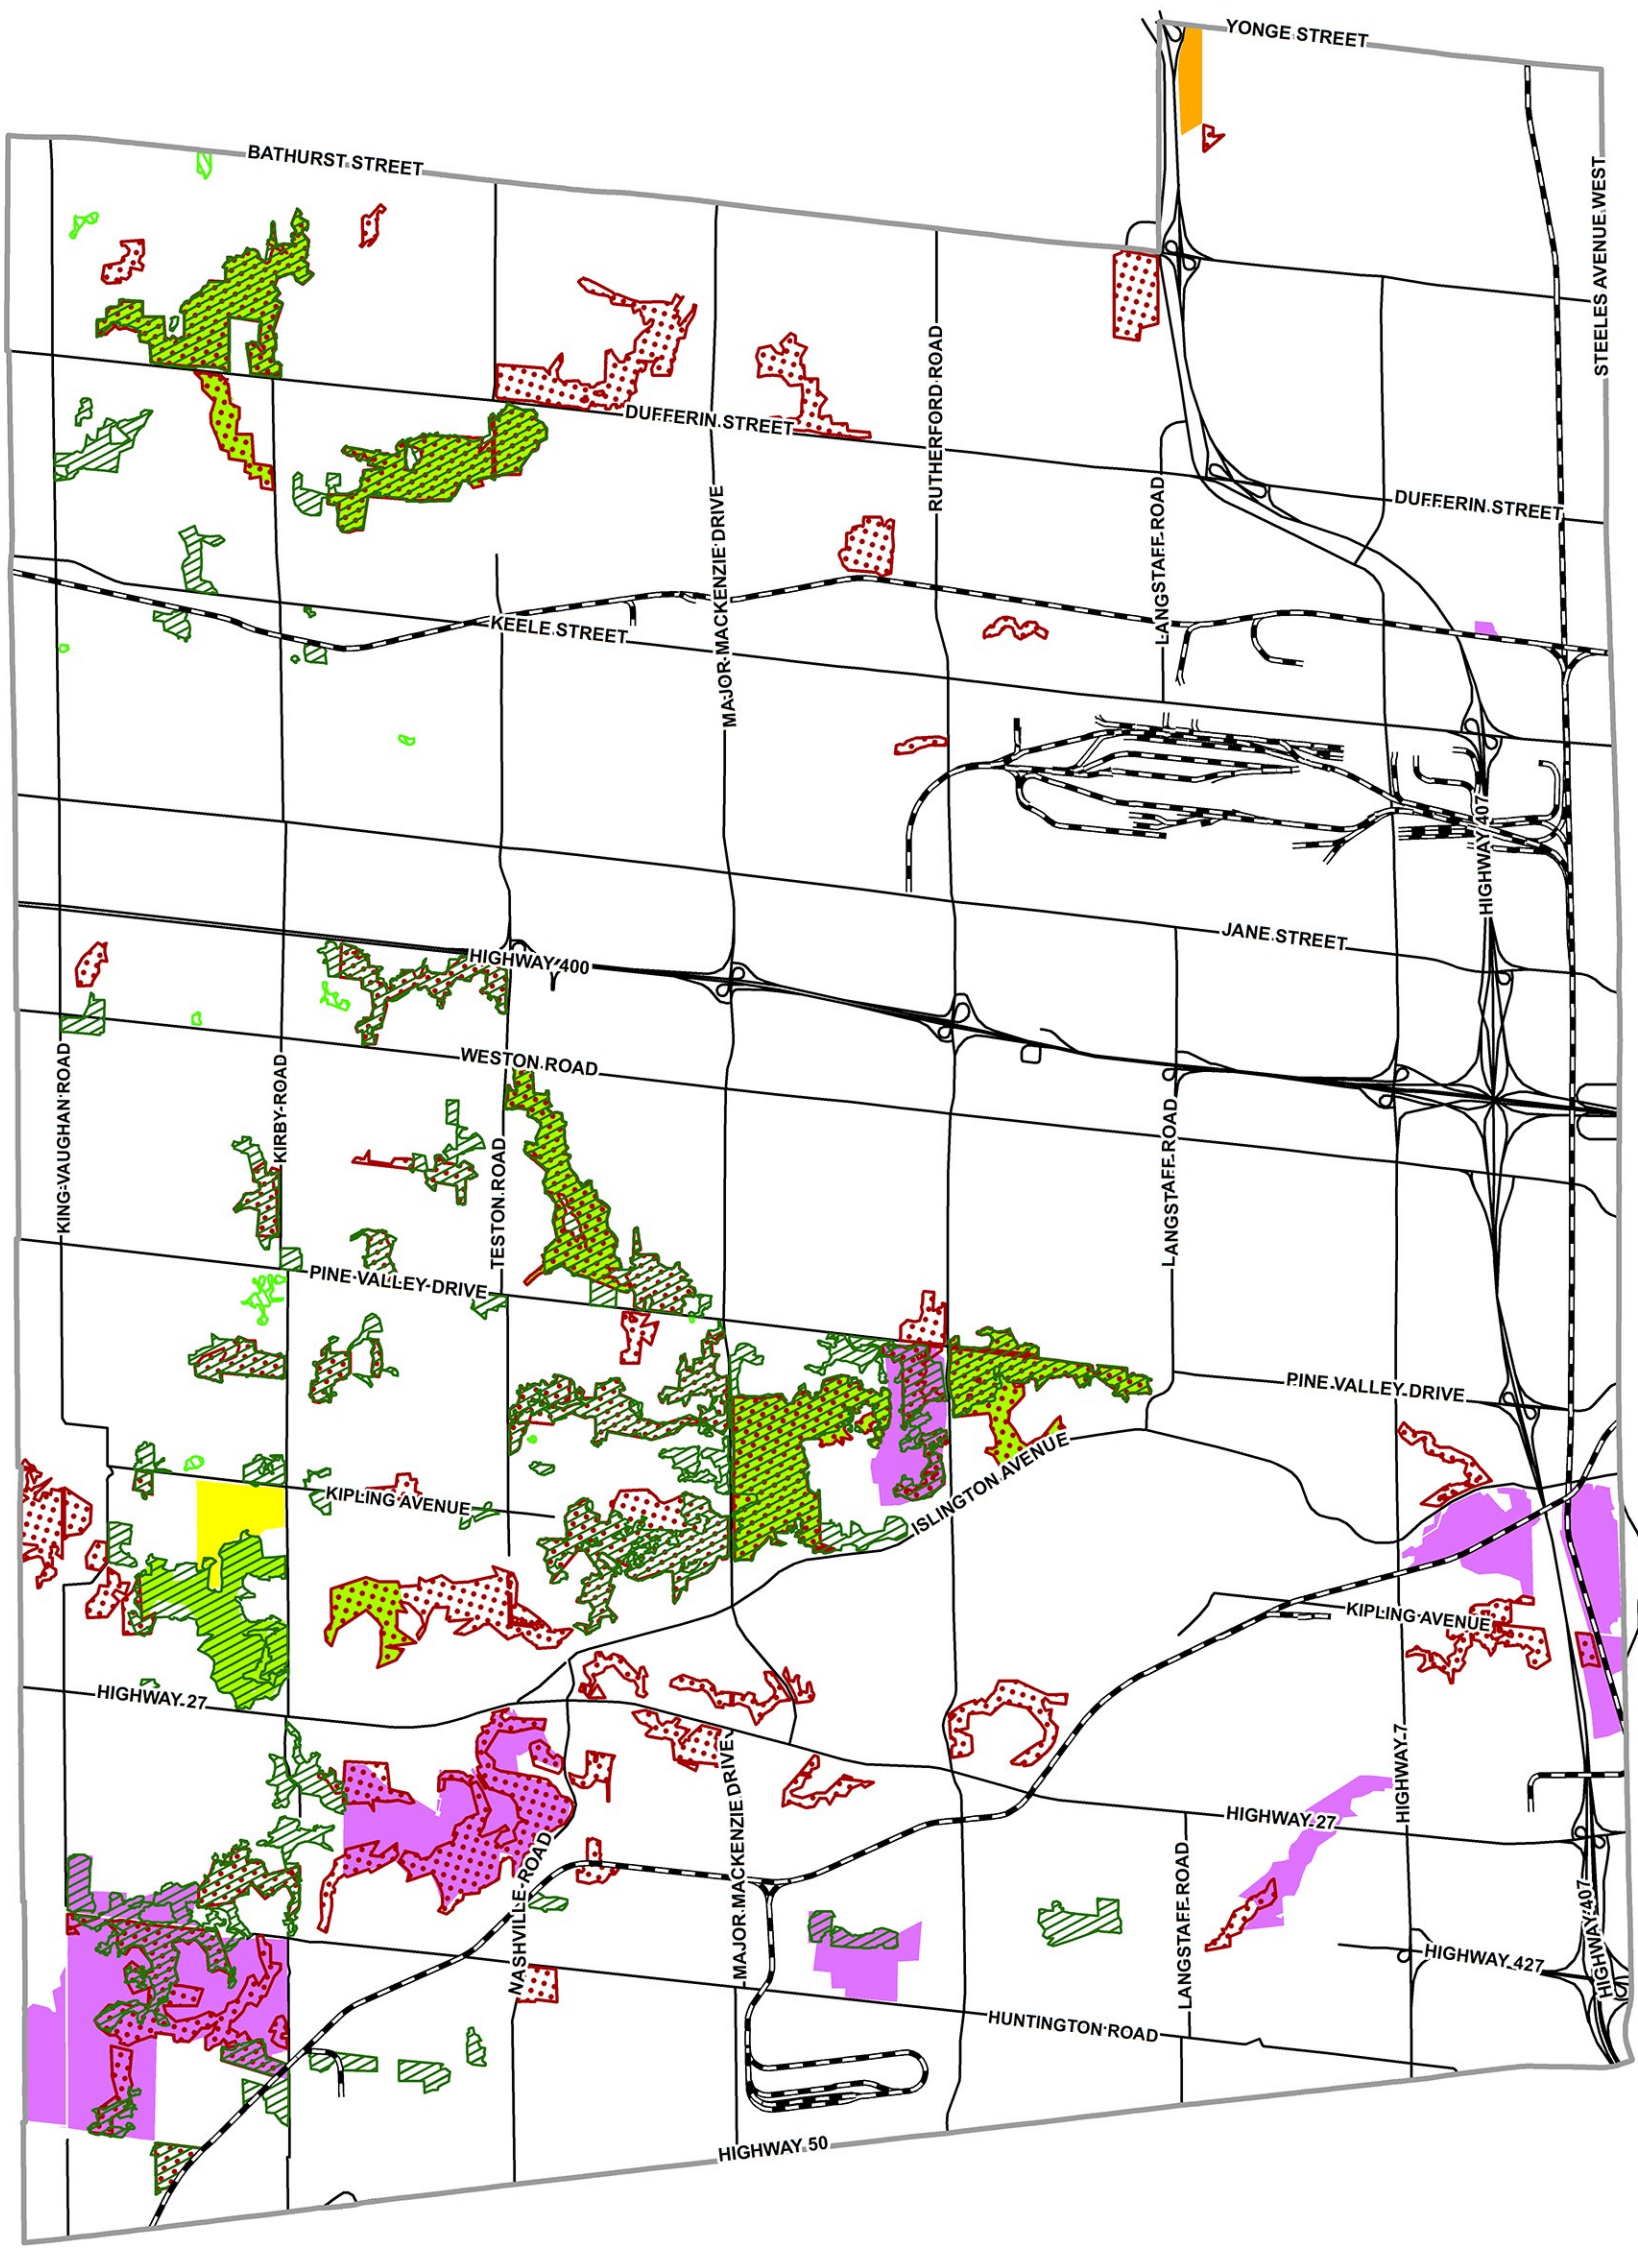 YONGE STREET
BATHURST STREET
STEELES AVENUE WEST
RUTHERFORD ROAD
DUFFERIN STREET
MAJOR MACKENZIE DRIVE
LANGSTAFF ROAD
DUFFERIN STREET
KEELE STREET
HIGHWAY 407
JANE STREET
HIGHWAY 400
WESTON ROAD
KING-VAUGHAN ROAD
KIRBY ROAD
TESTON ROAD
LANGSTAFF ROAD
PINE VALLEY DRIVE
PINE VALLEY DRIVE
ISLINGTON AVENUE
KIPLING AVENUE
KIPLING AVENUE
HIGHWAY 27
HIGHWAY 7
MAJOR MACKENZIE DRIVE
HIGHWAY 27
NASHVILLE ROAD
LANGSTAFF ROAD
HIGHWAY 407
HIGHWAY 427
HUNTINGTON ROAD
HIGHWAY 50